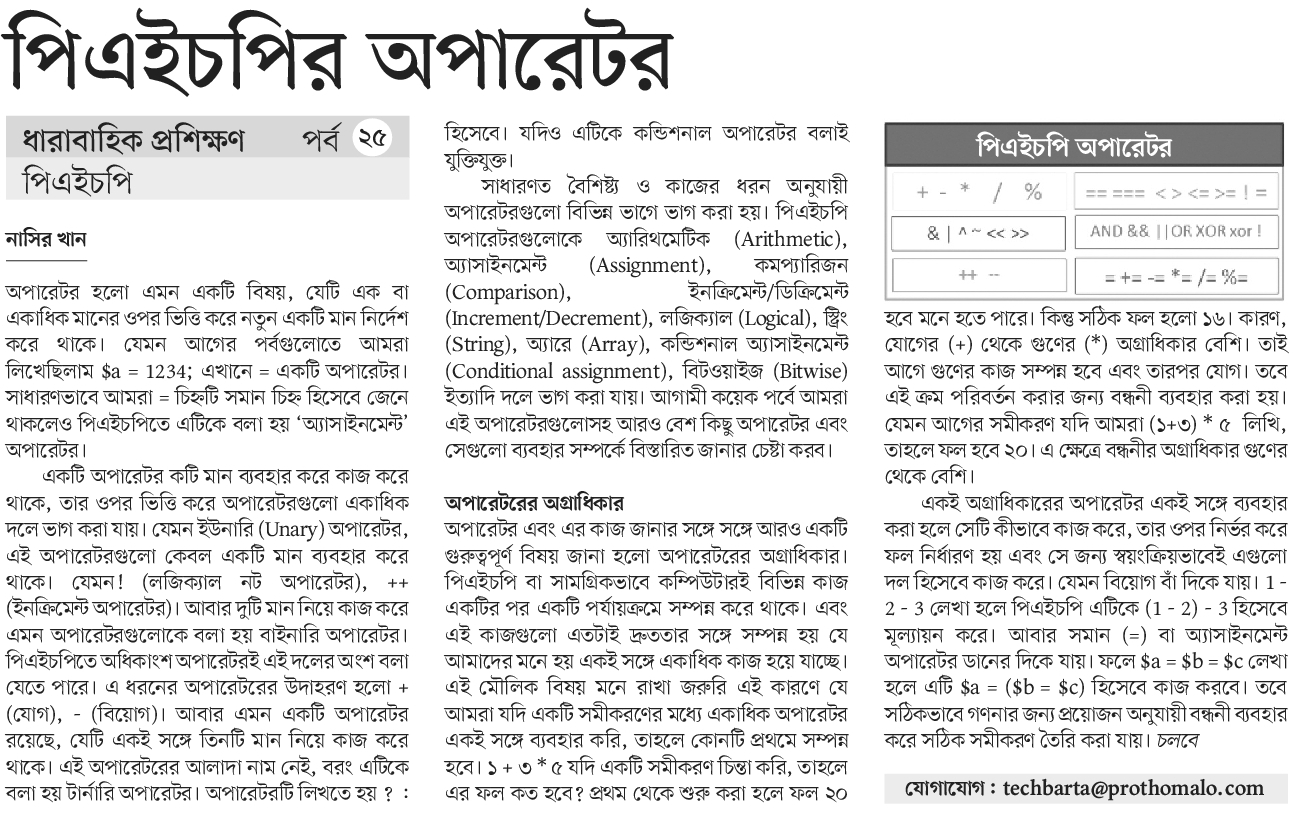 পিএইচপির অপারেটর
ধারাবাহিক প্রশিক্ষণ পর্ব ২৫
পিএইচপি
নাসির খান
অপারেটর হলো এমন একটি বিষয়, যেটি এক বা
একাধিক মানের ওপর ভিত্তি করে নতুন একটি মান নির্দেশ
করে থাকে। যেমন আগের পর্বগুলোতে আমরা
লিখেছিলাম $a = 1234; এখানে = একটি অপারেটর।
সাধারণভাবে আমরা = চিহ্নটি সমান চিহ্ন হিসেবে জেনে
থাকলেও পিএইচপিতে এটিকে বলা হয় ‘অ্যাসাইনমেন্ট’
অপারেটর।
একটি অপারেটর কটি মান ব্যবহার করে কাজ করে
থাকে, তার ওপর ভিত্তি করে অপারেটরগুলো একাধিক
দলে ভাগ করা যায়। যেমন ইউনারি (Unary) অপারেটর,
এই অপারেটরগুলো কেবল একটি মান ব্যবহার করে
থাকে। যেমন! (লজিক্যাল নট অপারেটর), ++
(ইনক্রিমেন্ট অপারেটর)। আবার দুটি মান নিয়ে কাজ করে
এমন অপারেটরগুলোকে বলা হয় বাইনারি অপারেটর।
পিএইচপিতে অধিকাংশ অপারেটরই এই দলের অংশ বলা
যেতে পারে। এ ধরনের অপারেটরের উদাহরণ হলো +
(যোগ), - (বিয়োগ)। আবার এমন একটি অপারেটর
রয়েছে, যেটি একই সঙ্গে তিনটি মান নিয়ে কাজ করে
থাকে। এই অপারেটরের আলাদা নাম নেই, বরং এটিকে
বলা হয় টার্নারি অপারেটর। অপারেটরটি লিখতে হয় ? :
হিসেবে। যদিও এটিকে কন্ডিশনাল অপারেটর বলাই
যুক্তিযুক্ত।
সাধারণত বৈশিষ্ট্য ও কাজের ধরন অনুযায়ী
অপারেটরগুলো বিভিন্ন ভাগে ভাগ করা হয়। পিএইচপি
অপারেটরগুলোকে অ্যারিথমেটিক (Arithmetic),
অ্যাসাইনমেন্ট (Assignment), কমপ্যারিজন
(Comparison), ইনক্রিমেন্ট/ডিক্রিমেন্ট
(Increment/Decrement), লজিক্যাল (Logical), স্ট্রিং
(String), অ্যারে (Array), কন্ডিশনাল অ্যাসাইনমেন্ট
(Conditional assignment), বিটওয়াইজ (Bitwise)
ইত্যাদি দলে ভাগ করা যায়। আগামী কয়েক পর্বে আমরা
এই অপারেটরগুলোসহ আরও বেশ কিছু অপারেটর এবং
সেগুলো ব্যবহার সম্পর্কে বিস্তারিত জানার চেষ্টা করব।
অপারেটরের অগ্রাধিকার
অপারেটর এবং এর কাজ জানার সঙ্গে সঙ্গে আরও একটি
গুরুত্বপূর্ণ বিষয় জানা হলো অপারেটরের অগ্রাধিকার।
পিএইচপি বা সামগ্রিকভাবে কম্পিউটারই বিভিন্ন কাজ
একটির পর একটি পর্যায়ক্রমে সম্পন্ন করে থাকে। এবং
এই কাজগুলো এতটাই দ্রুততার সঙ্গে সম্পন্ন হয় যে
আমাদের মনে হয় একই সঙ্গে একাধিক কাজ হয়ে যাচ্ছে।
এই মৌলিক বিষয় মনে রাখা জরুরি এই কারণে যে
আমরা যদি একটি সমীকরণের মধ্যে একাধিক অপারেটর
একই সঙ্গে ব্যবহার করি, তাহলে কোনটি প্রথমে সম্পন্ন
হবে। ১ + ৩ * ৫ যদি একটি সমীকরণ চিন্তা করি, তাহলে
এর ফল কত হবে? প্রথম থেকে শুরু করা হলে ফল ২০
পিএইচপি অপারেটর
+ - * / %
== === < > <= >= ! =
& | ^ ~ << >>
AND && || OR XOR xor !
++ --
= += -= *= /= %=
হবে মনে হতে পারে। কিন্তু সঠিক ফল হলো ১৬। কারণ,
যোগের (+) থেকে গুণের (*) অগ্রাধিকার বেশি। তাই
আগে গুণের কাজ সম্পন্ন হবে এবং তারপর যোগ। তবে
এই ক্রম পরিবর্তন করার জন্য বন্ধনী ব্যবহার করা হয়।
যেমন আগের সমীকরণ যদি আমরা (১+৩) * ৫ লিখি,
তাহলে ফল হবে ২০। এ ক্ষেত্রে বন্ধনীর অগ্রাধিকার গুণের
থেকে বেশি।
একই অগ্রাধিকারের অপারেটর একই সঙ্গে ব্যবহার
করা হলে সেটি কীভাবে কাজ করে, তার ওপর নির্ভর করে
ফল নির্ধারণ হয় এবং সে জন্য স্বয়ংক্রিয়ভাবেই এগুলো
দল হিসেবে কাজ করে। যেমন বিয়োগ বাঁ দিকে যায়। 1 -
2 - 3 লেখা হলে পিএইচপি এটিকে (1 - 2) - 3 হিসেবে
মূল্যায়ন করে। আবার সমান (=) বা অ্যাসাইনমেন্ট
অপারেটর ডানের দিকে যায়। ফলে $a = $b = $c লেখা
হলে এটি $a = ($b = $c) হিসেবে কাজ করবে। তবে
সঠিকভাবে গণনার জন্য প্রয়োজন অনুযায়ী বন্ধনী ব্যবহার
করে সঠিক সমীকরণ তৈরি করা যায়। চলবে
যোগাযোগ : techbarta@prothomalo.com